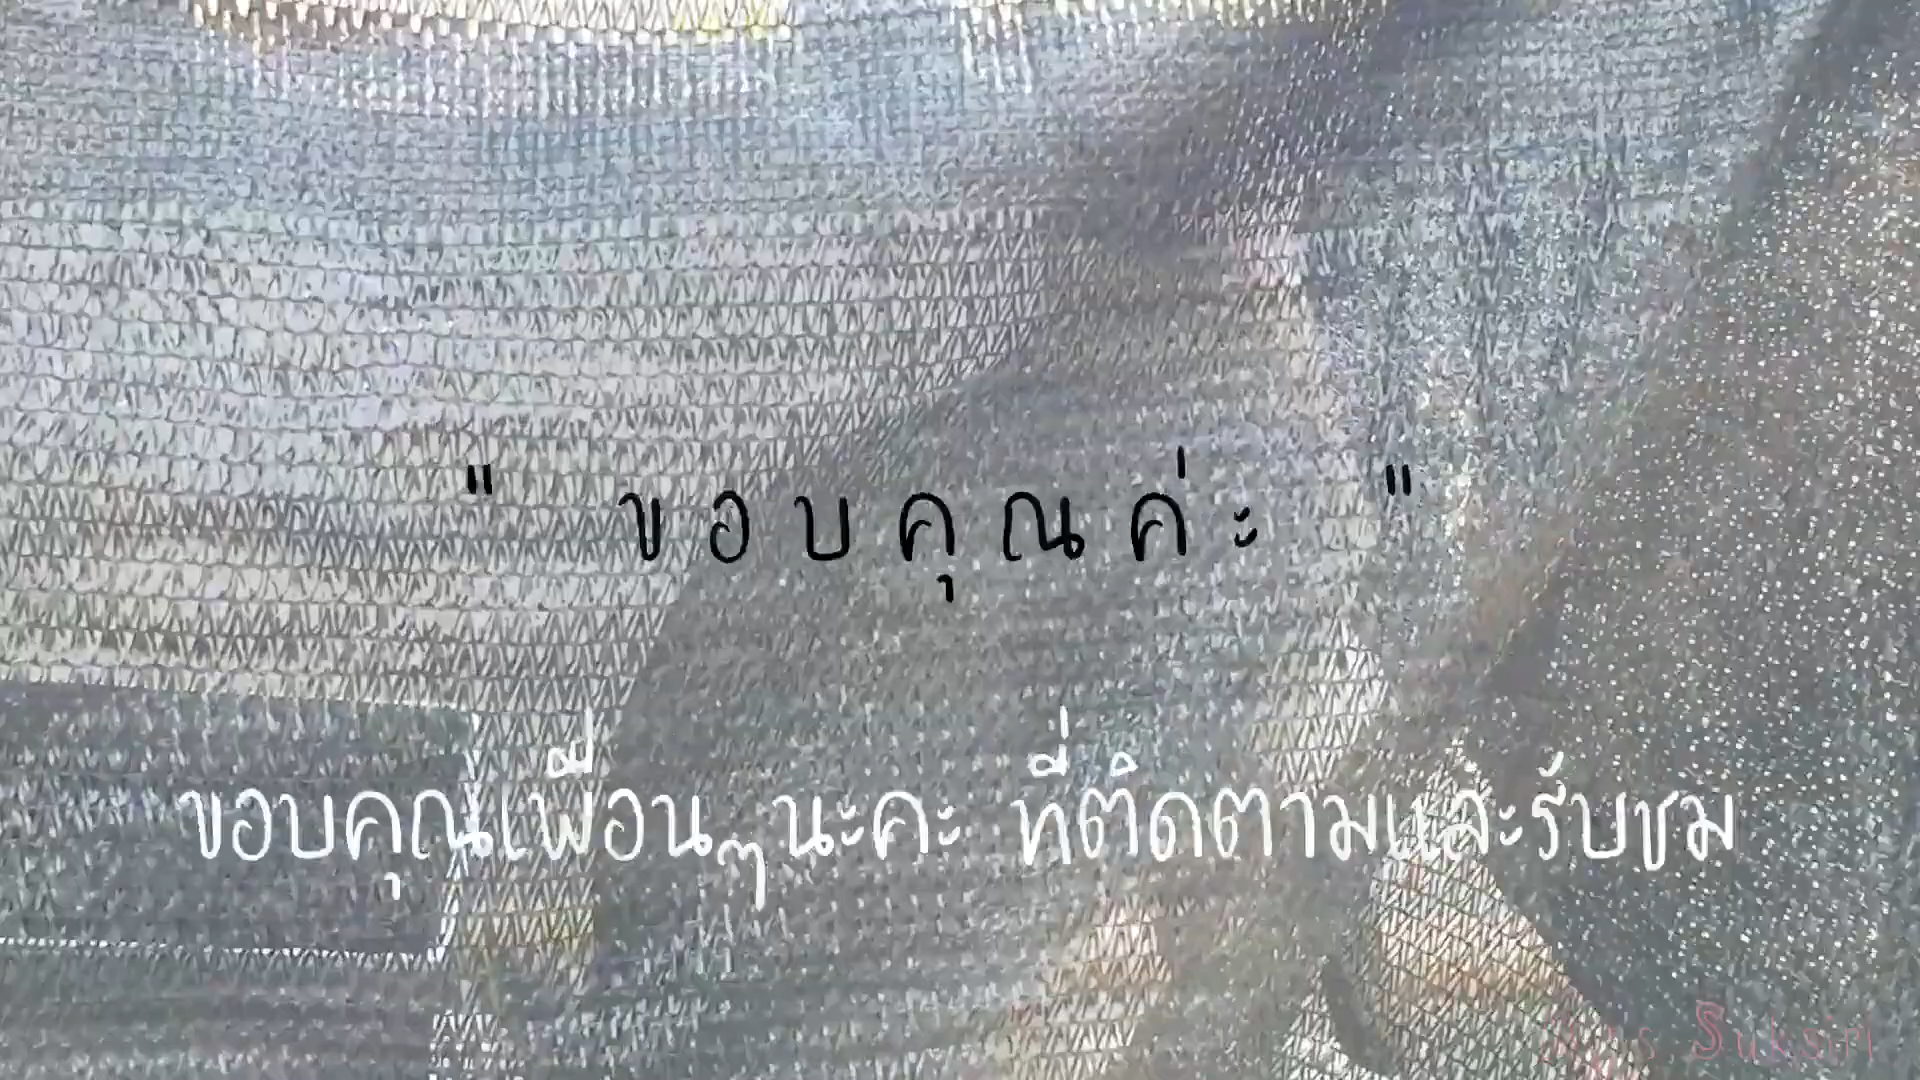 " ขอบคุณค่ะ "
ขอบคุณเพื่อนๆนะคะ ที่ติดตามและรับชม
Suksiri